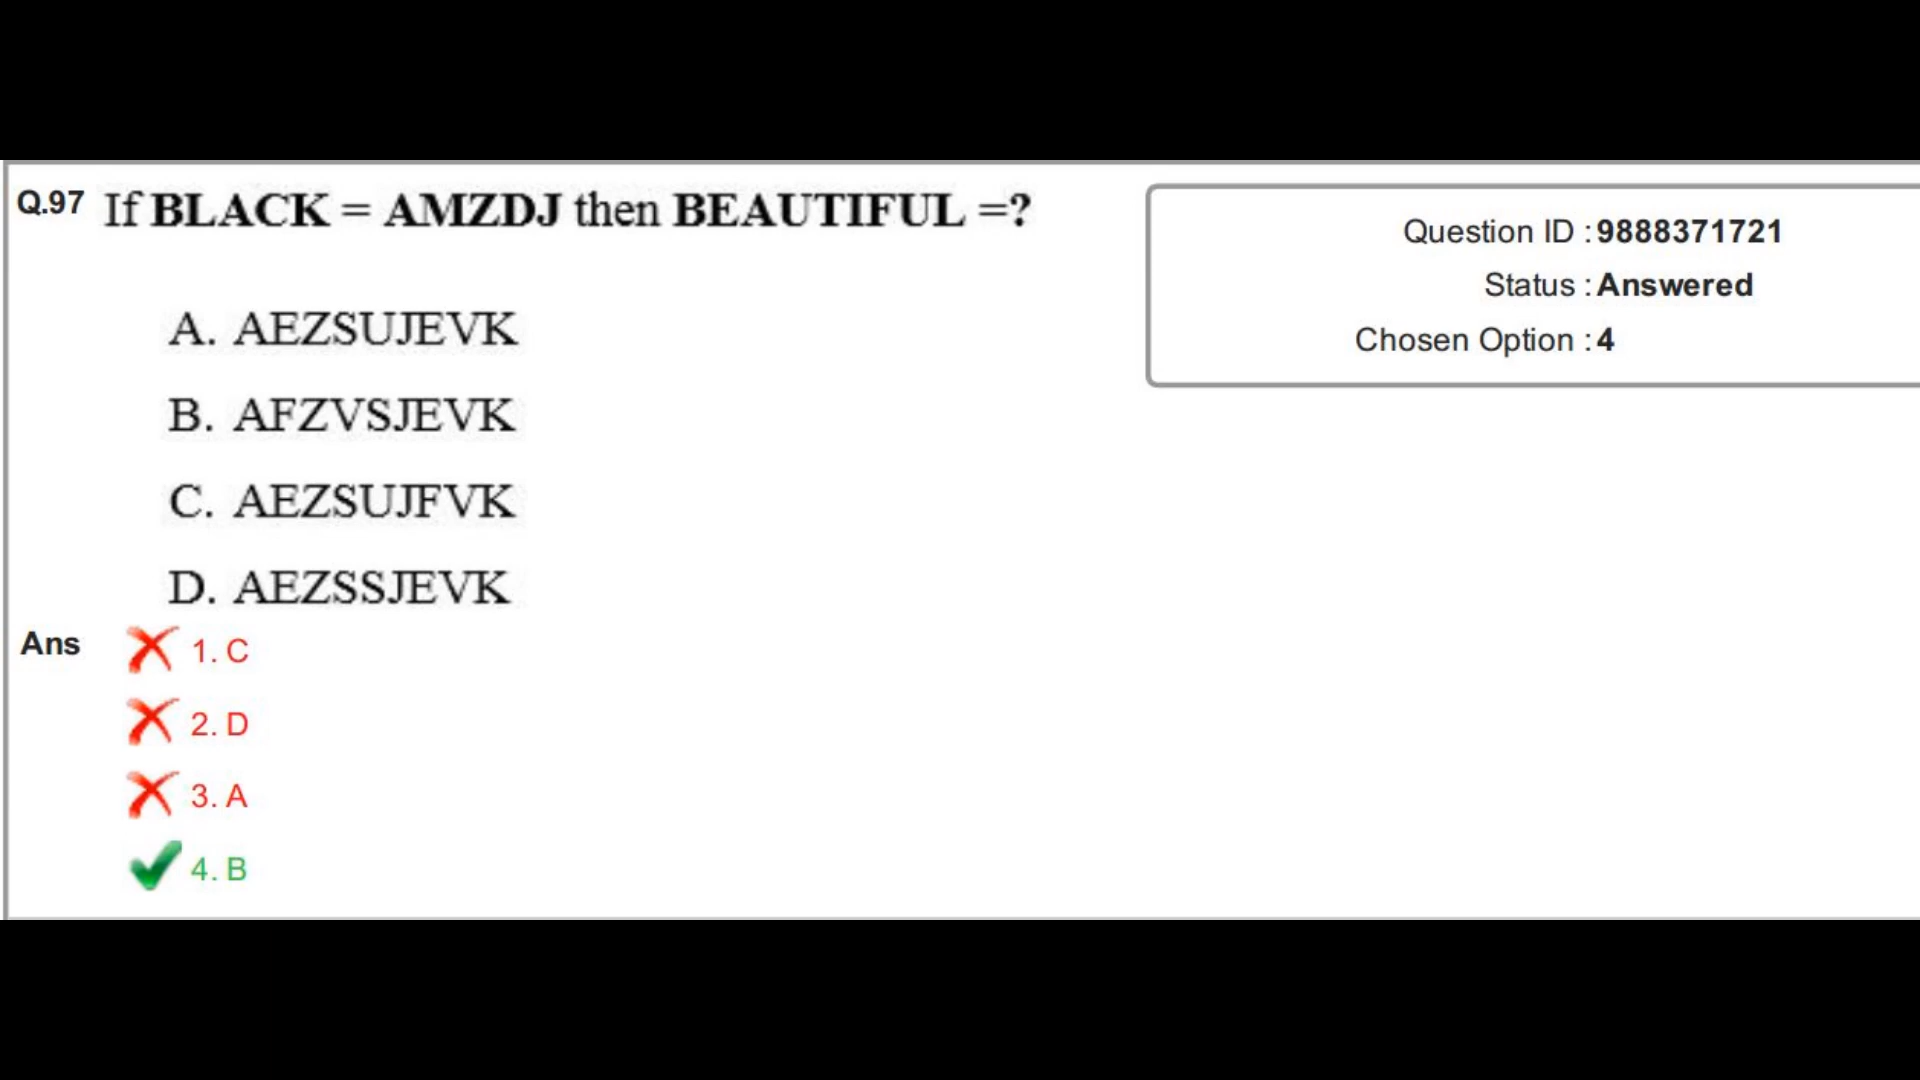 Q.97 If BLACK = AMZDJ then BEAUTIFUL =?
A. AEZSUJEVK
B. AFZVSJEVK
C. AEZSUJFVK
D. AEZSSJEVK
Ans 1. C
2. D
3. A
4. B
Question ID : 9888371721
Status : Answered
Chosen Option : 4